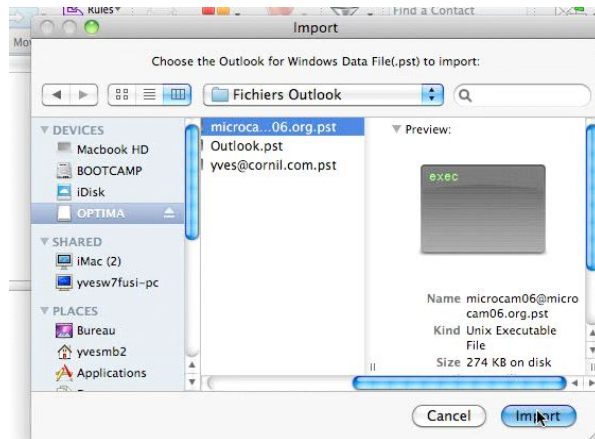 Rules
Find a Contact
Mo
Import
Choose the Outlook for Windows Data File(.pst) to import:
Fichiers Outlook
DEVICES
Macbook HD
BOOTCAMP
iDisk
OPTIMA
SHARED
iMac (2)
yvesw7fusi-pc
PLACES
Bureau
yvesmb2
Applications
microca...06.org.pst
Outlook.pst
yves@cornil.com.pst
Preview:
exec
Name microcam06@micro
cam06.org.pst
Kind Unix Executable
File
Size 274 KB on disk
Cancel
Import